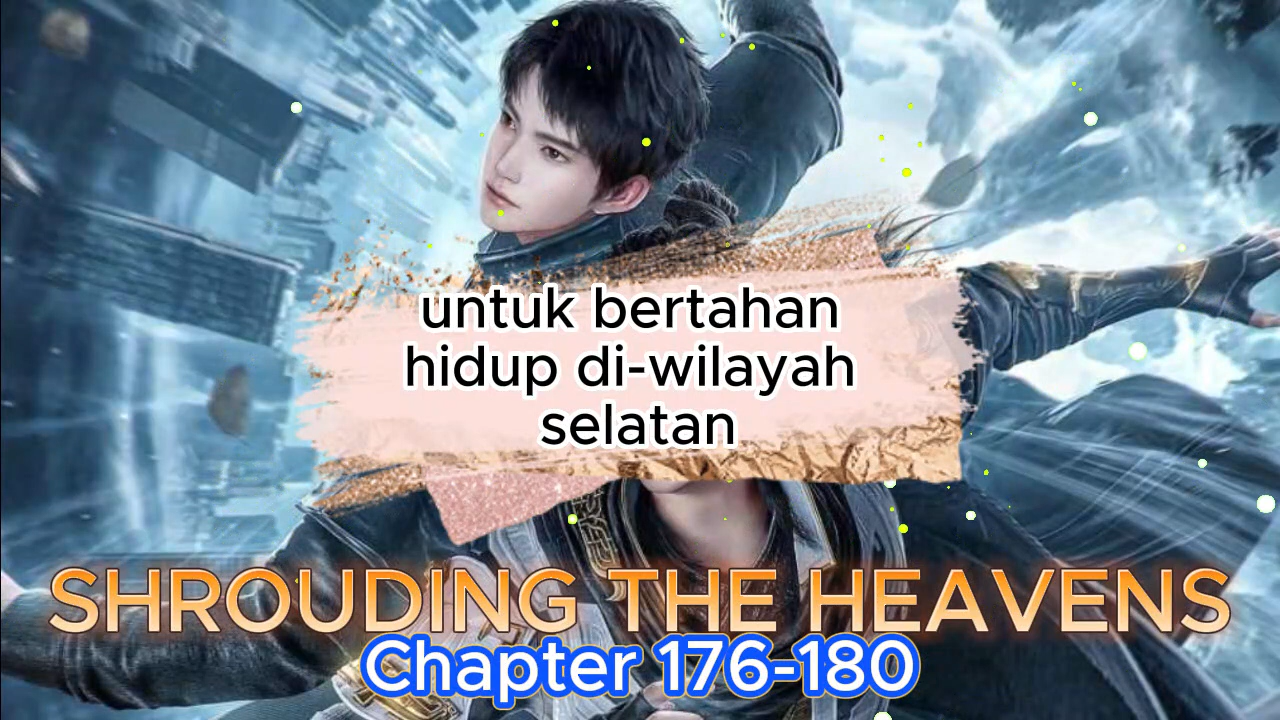 untuk bertahan
hidup di-wilayah
selatan
SHROUDING THE HEAVENS
Chapter 176-180